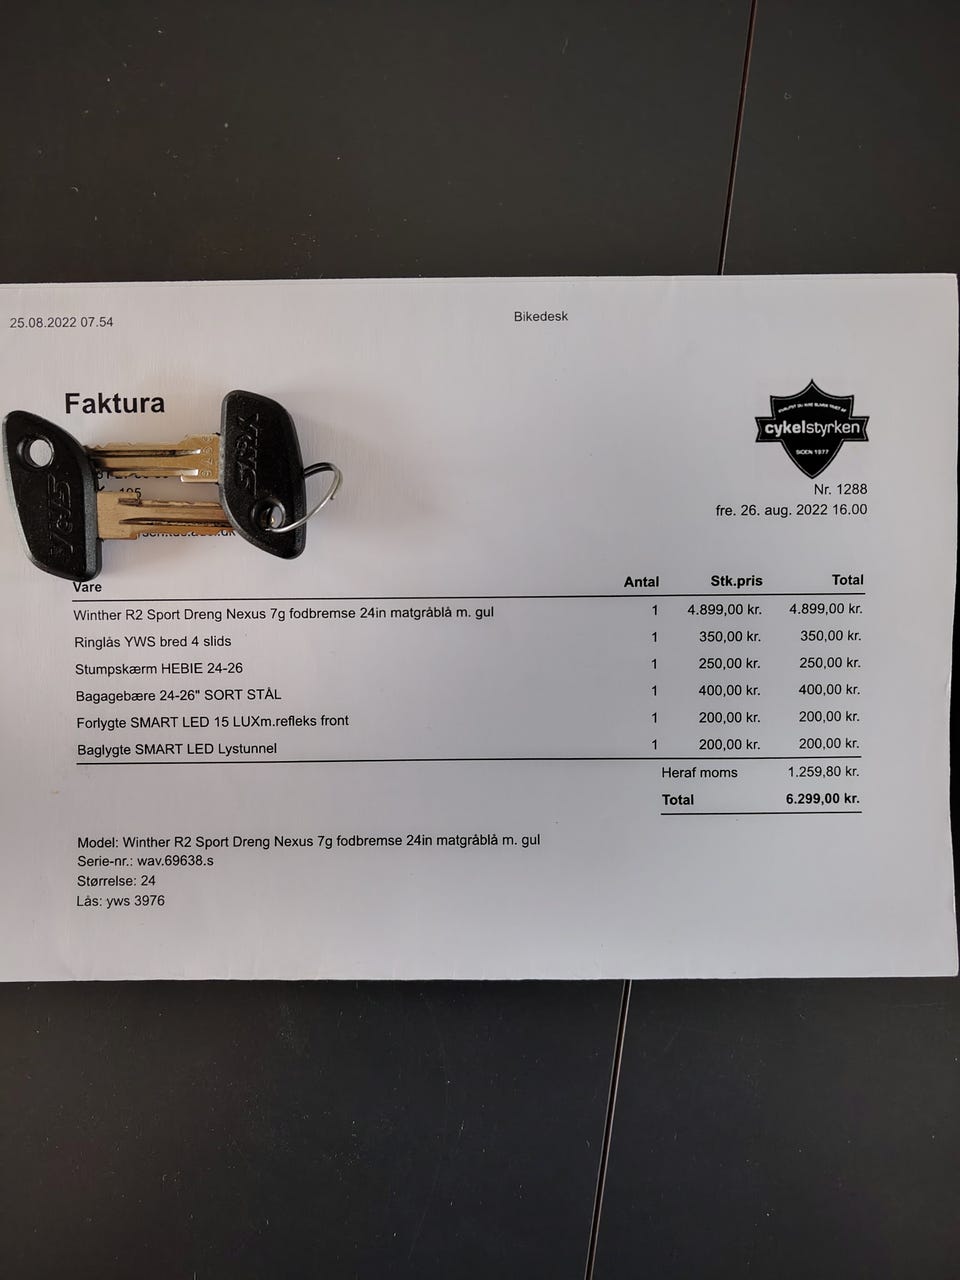 25.08.2022 07.54
Bikedesk
Faktura
cykelstyrken
SIDEN 1977
YWS
YWS
Nr. 1288
fre. 26. aug. 2022 16.00
Vare Antal Stk.pris Total
Winther R2 Sport Dreng Nexus 7g fodbremse 24in matgråblå m. gul 1 4.899,00 kr. 4.899,00 kr.
Ringlås YWS bred 4 slids 1 350,00 kr. 350,00 kr.
Stumpskærm HEBIE 24-26 1 250,00 kr. 250,00 kr.
Bagagebære 24-26" SORT STÅL 1 400,00 kr. 400,00 kr.
Forlygte SMART LED 15 LUXm.refleks front 1 200,00 kr. 200,00 kr.
Baglygte SMART LED Lystunnel 1 200,00 kr. 200,00 kr.
Heraf moms 1.259,80 kr.
Total 6.299,00 kr.
Model: Winther R2 Sport Dreng Nexus 7g fodbremse 24in matgråblå m. gul
Serie-nr.: wav.69638.s
Størrelse: 24
Lås: yws 3976